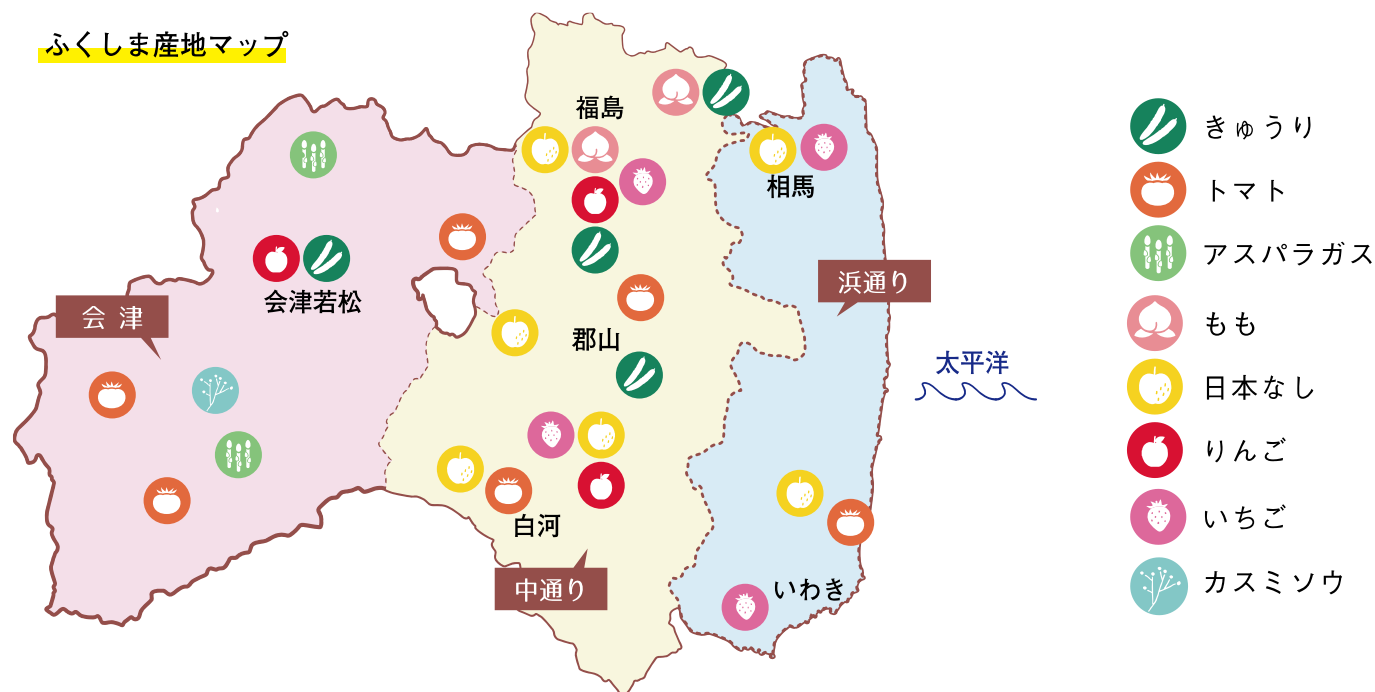 ふくしま産地マップ
福島
相馬
会津若松
会 津
浜通り
郡山
太平洋
白河
中通り
いわき
きゅうり
トマト
アスパラガス
もも
日本なし
りんご
いちご
カスミソウ